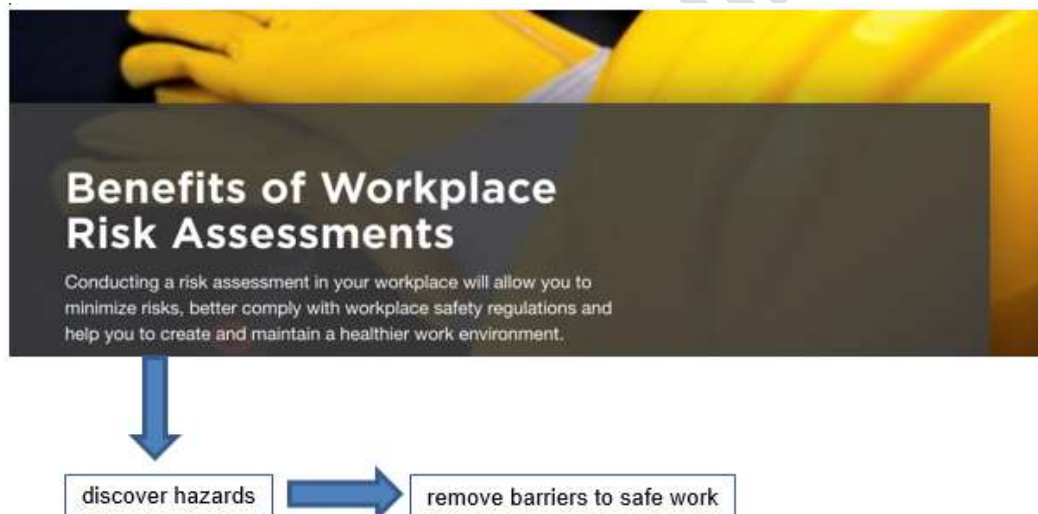 Benefits of Workplace
Risk Assessments
Conducting a risk assessment in your workplace will allow you to
minimize risks, better comply with workplace safety regulations and
help you to create and maintain a healthier work environment.
discover hazards
remove barriers to safe work